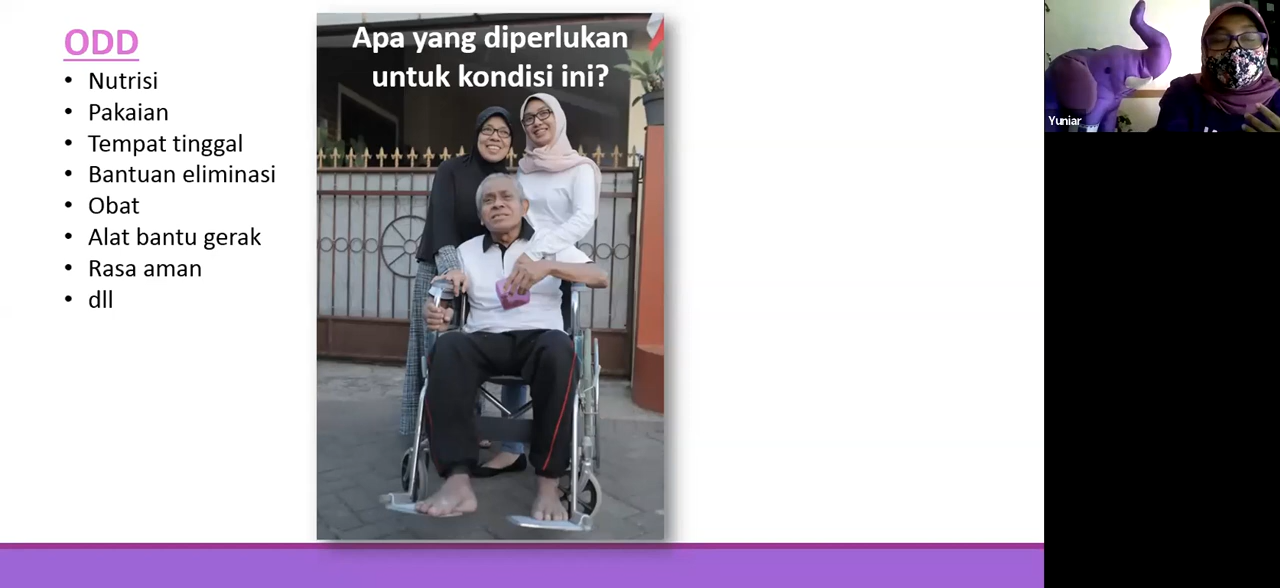 ODD
• Nutrisi
• Pakaian
• Tempat tinggal
• Bantuan eliminasi
• Obat
• Alat bantu gerak
• Rasa aman
• dll
Apa yang diperlukan
untuk kondisi ini?
Yuniar